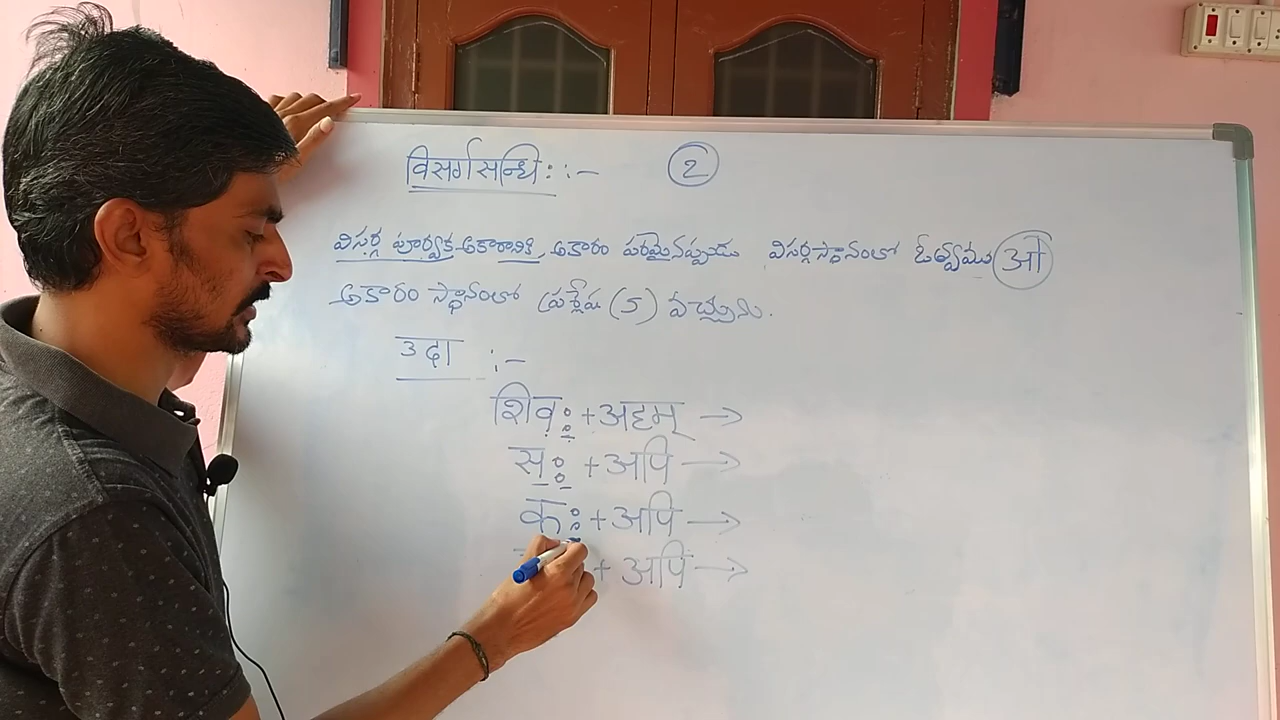 विसर्गसन्धिः :- 2
విసర్గ పూర్వక అకారానికి, అకారం పరమైనప్పుడు విసర్గస్థానంలో ఓత్వము ओ
అకారం స్థానంలో ప్రశ్లేష (ऽ) వచ్చును.
उदा :-
शिवः + अहम् →
सः + अपि →
कः + अपि →
+ अपि →